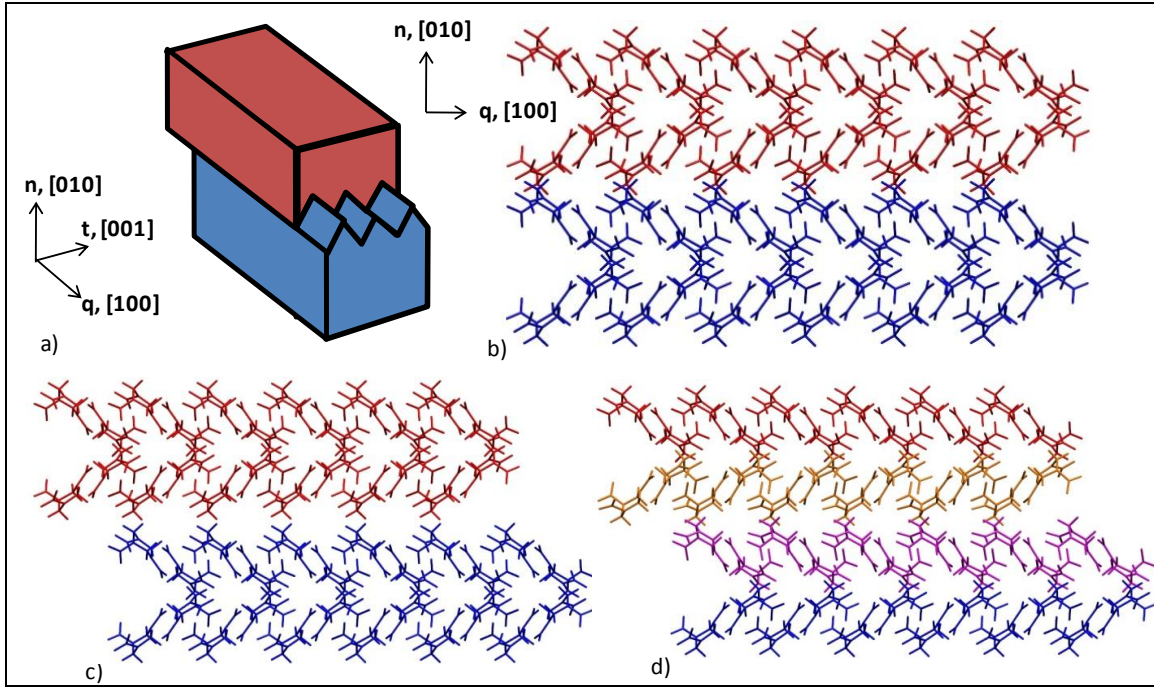 n, [010]
q, [100]
n, [010]
t, [001]
q, [100]
a)
b)
c)
d)